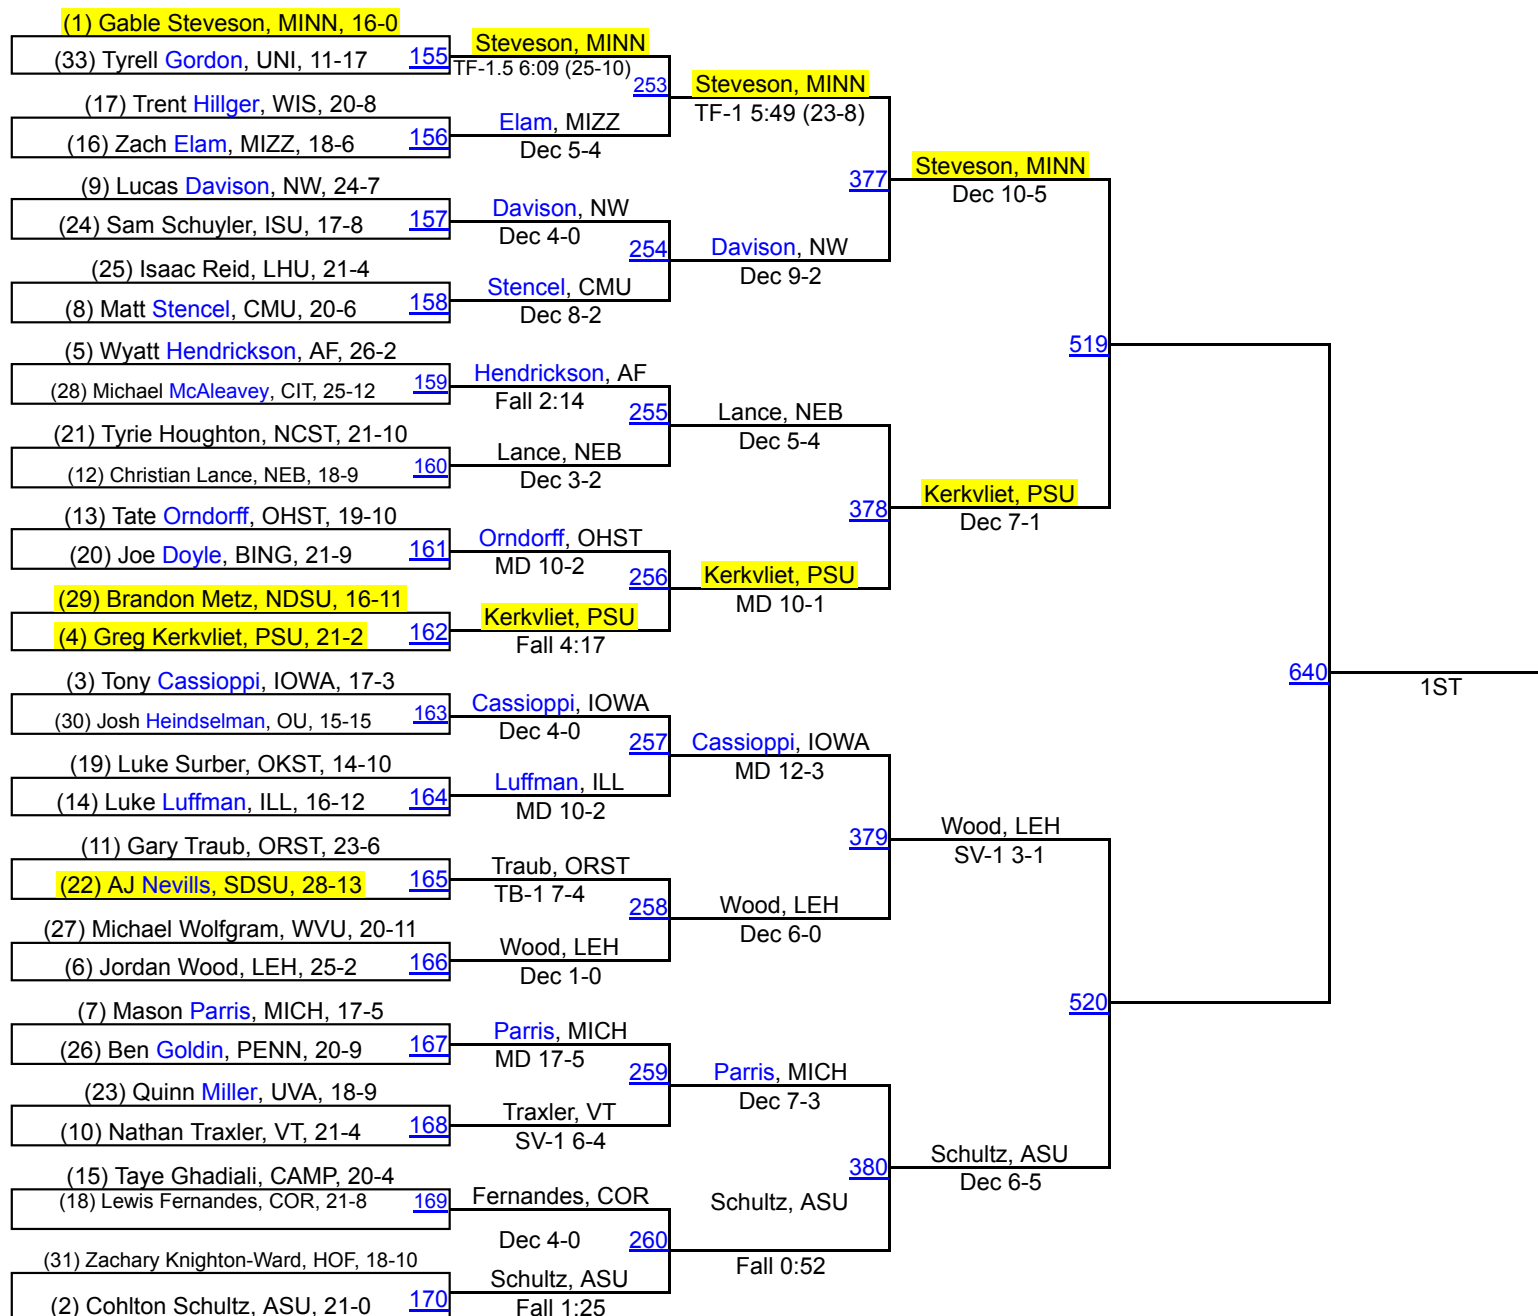 (1) Gable Steveson, MINN, 16-0
(33) Tyrell Gordon, UNI, 11-17
155
(17) Trent Hillger, WIS, 20-8
(16) Zach Elam, MIZZ, 18-6
156
(9) Lucas Davison, NW, 24-7
(24) Sam Schuyler, ISU, 17-8
157
(25) Isaac Reid, LHU, 21-4
(8) Matt Stencel, CMU, 20-6
158
(5) Wyatt Hendrickson, AF, 26-2
(28) Michael McAleavey, CIT, 25-12
159
(21) Tyrie Houghton, NCST, 21-10
(12) Christian Lance, NEB, 18-9
160
(13) Tate Orndorff, OHST, 19-10
(20) Joe Doyle, BING, 21-9
161
(29) Brandon Metz, NDSU, 16-11
(4) Greg Kerkvliet, PSU, 21-2
162
(3) Tony Cassioppi, IOWA, 17-3
(30) Josh Heindselman, OU, 15-15
163
(19) Luke Surber, OKST, 14-10
(14) Luke Luffman, ILL, 16-12
164
(11) Gary Traub, ORST, 23-6
(22) AJ Nevills, SDSU, 28-13
165
(27) Michael Wolfgram, WVU, 20-11
(6) Jordan Wood, LEH, 25-2
166
(7) Mason Parris, MICH, 17-5
(26) Ben Goldin, PENN, 20-9
167
(23) Quinn Miller, UVA, 18-9
(10) Nathan Traxler, VT, 21-4
168
(15) Taye Ghadiali, CAMP, 20-4
(18) Lewis Fernandes, COR, 21-8
169
(31) Zachary Knighton-Ward, HOF, 18-10
(2) Cohlton Schultz, ASU, 21-0
170
Steveson, MINN
TF-1.5 6:09 (25-10)
253
Elam, MIZZ
Dec 5-4
Davison, NW
Dec 4-0
254
Stencel, CMU
Dec 8-2
Hendrickson, AF
Fall 2:14
255
Lance, NEB
Dec 3-2
Orndorff, OHST
MD 10-2
256
Kerkvliet, PSU
Fall 4:17
Cassioppi, IOWA
Dec 4-0
257
Luffman, ILL
MD 10-2
Traub, ORST
TB-1 7-4
258
Wood, LEH
Dec 1-0
Parris, MICH
MD 17-5
259
Traxler, VT
SV-1 6-4
Fernandes, COR
Dec 4-0
260
Schultz, ASU
Fall 1:25
Steveson, MINN
TF-1 5:49 (23-8)
377
Davison, NW
Dec 9-2
Lance, NEB
Dec 5-4
378
Kerkvliet, PSU
MD 10-1
Cassioppi, IOWA
MD 12-3
379
Wood, LEH
Dec 6-0
Parris, MICH
Dec 7-3
380
Schultz, ASU
Fall 0:52
Steveson, MINN
Dec 10-5
519
Kerkvliet, PSU
Dec 7-1
Wood, LEH
SV-1 3-1
520
Schultz, ASU
Dec 6-5
640
1ST